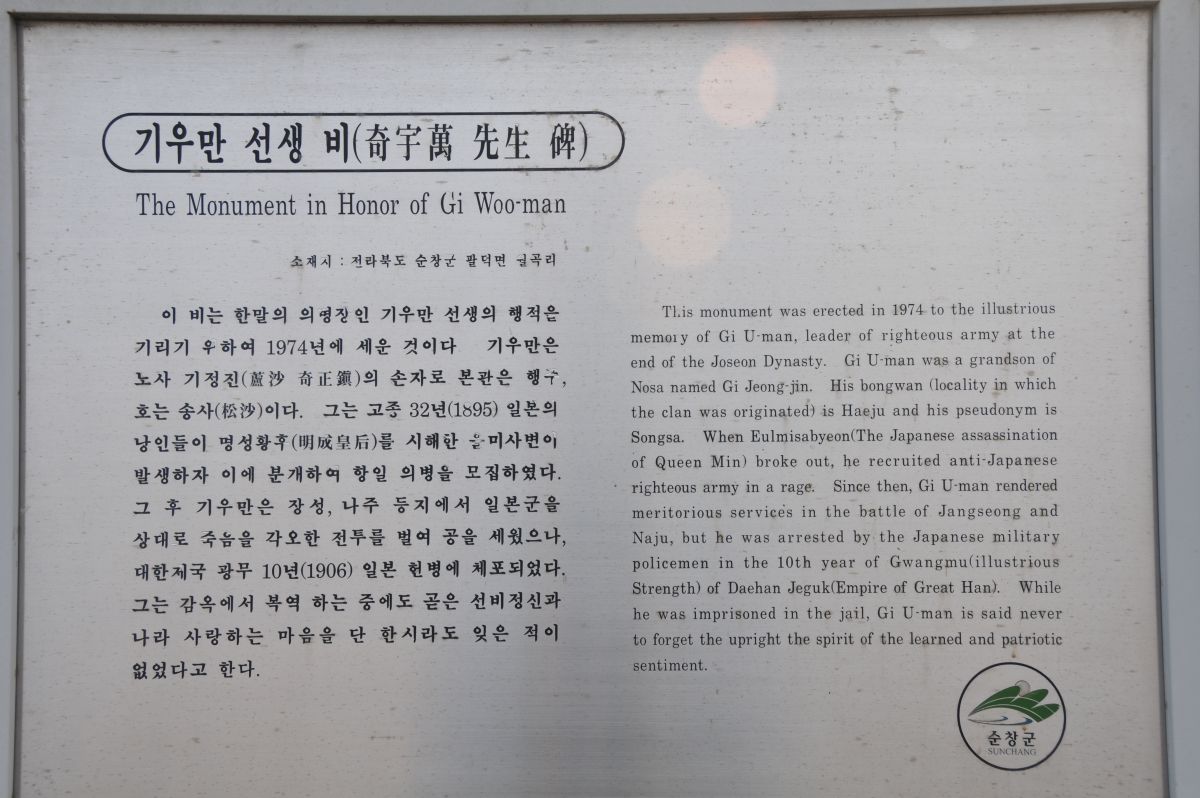 기우만 선생 비(奇宇萬 先生 碑)
The Monument in Honor of Gi Woo-man
소재시 : 전라북도 순창군 팔덕면 곡리
이 비는 한말의 의명장인 기우만 선생의 행적은
기리기 위하여 1974년에 세운 것이다 기우만은
노사 기정진(蘆沙 奇正鎭)의 손자로 본관은 행주,
호는 송사(松沙)이다. 그는 고종 32년(1895) 일본의
낭인들이 명성황후(明成皇后)를 시해한 을미사변이
발생하자 이에 분개하여 항일 의병을 모집하였다.
그 후 기우만은 장성, 나주 등지에서 일본군을
상대로 죽음을 각오한 전투를 벌여 공을 세웠으나,
대한제국 광무 10년(1906) 일본 헌병에 체포되었다.
그는 감옥에서 복역 하는 중에도 곧은 선비정신과
나라 사랑하는 마음을 단 한시라도 잊은 적이
없었다고 한다.
This monument was erected in 1974 to the illustrious
memory of Gi U-man, leader of righteous army at the
end of the Joseon Dynasty. Gi U-man was a grandson of
Nosa named Gi Jeong-jin. His bongwan (locality in which
the clan was originated) is Haeju and his pseudonym is
Songsa. When Eulmisabyeon(The Japanese assassination
of Queen Min) broke out, he recruited anti-Japanese
righteous army in a rage. Since then, Gi U-man rendered
meritorious services in the battle of Jangseong and
Naju, but he was arrested by the Japanese military
policemen in the 10th year of Gwangmu(illustrious
Strength) of Daehan Jeguk(Empire of Great Han). While
he was imprisoned in the jail, Gi U-man is said never
to forget the upright the spirit of the learned and patriotic
sentiment.
순창군
SUNCHANG